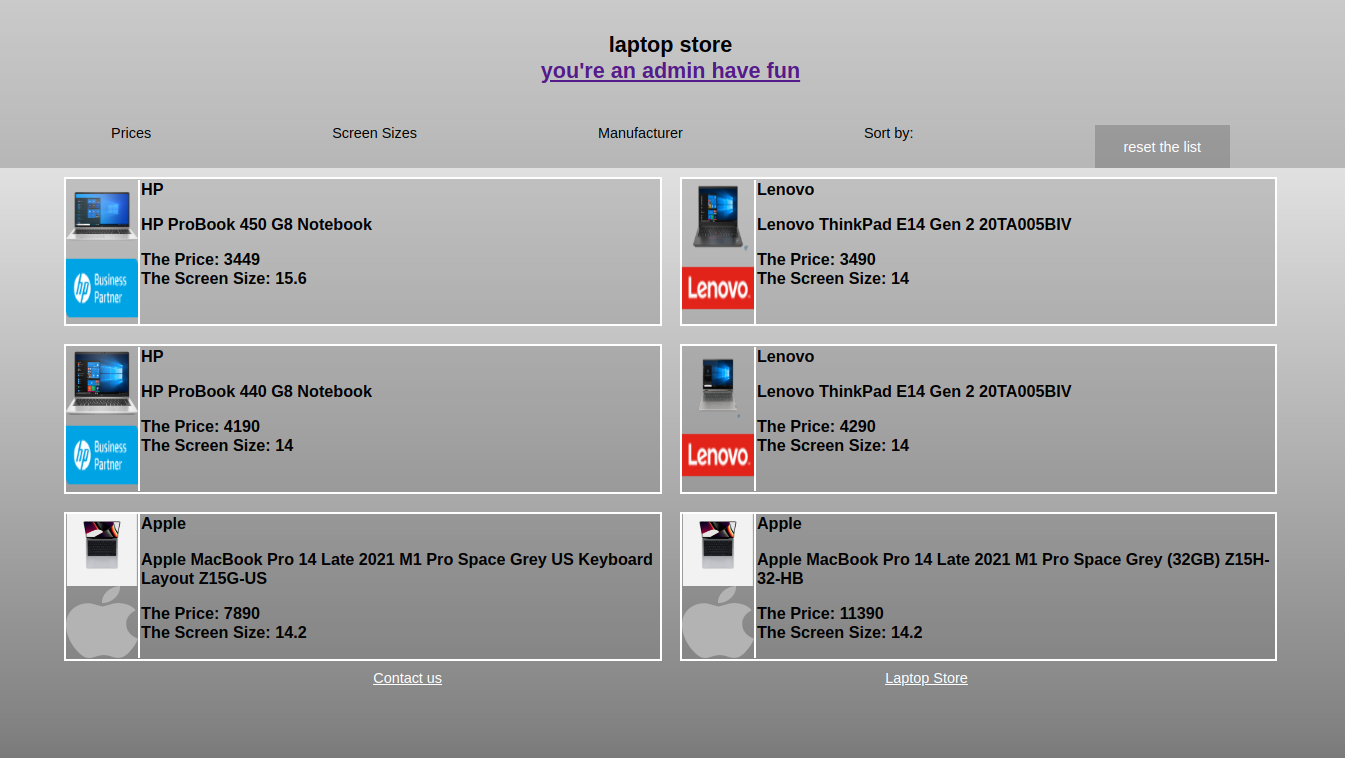 laptop store
you're an admin have fun
Prices
Screen Sizes
Manufacturer
Sort by:
reset the list
HP
HP ProBook 450 G8 Notebook
The Price: 3449
The Screen Size: 15.6
hp Business Partner
Lenovo
Lenovo ThinkPad E14 Gen 2 20TA005BIV
The Price: 3490
The Screen Size: 14
Lenovo.
HP
HP ProBook 440 G8 Notebook
The Price: 4190
The Screen Size: 14
hp Business Partner
Lenovo
Lenovo ThinkPad E14 Gen 2 20TA005BIV
The Price: 4290
The Screen Size: 14
Lenovo.
Apple
Apple MacBook Pro 14 Late 2021 M1 Pro Space Grey US Keyboard
Layout Z15G-US
The Price: 7890
The Screen Size: 14.2
Apple
Apple MacBook Pro 14 Late 2021 M1 Pro Space Grey (32GB) Z15H-
32-HB
The Price: 11390
The Screen Size: 14.2
Contact us
Laptop Store